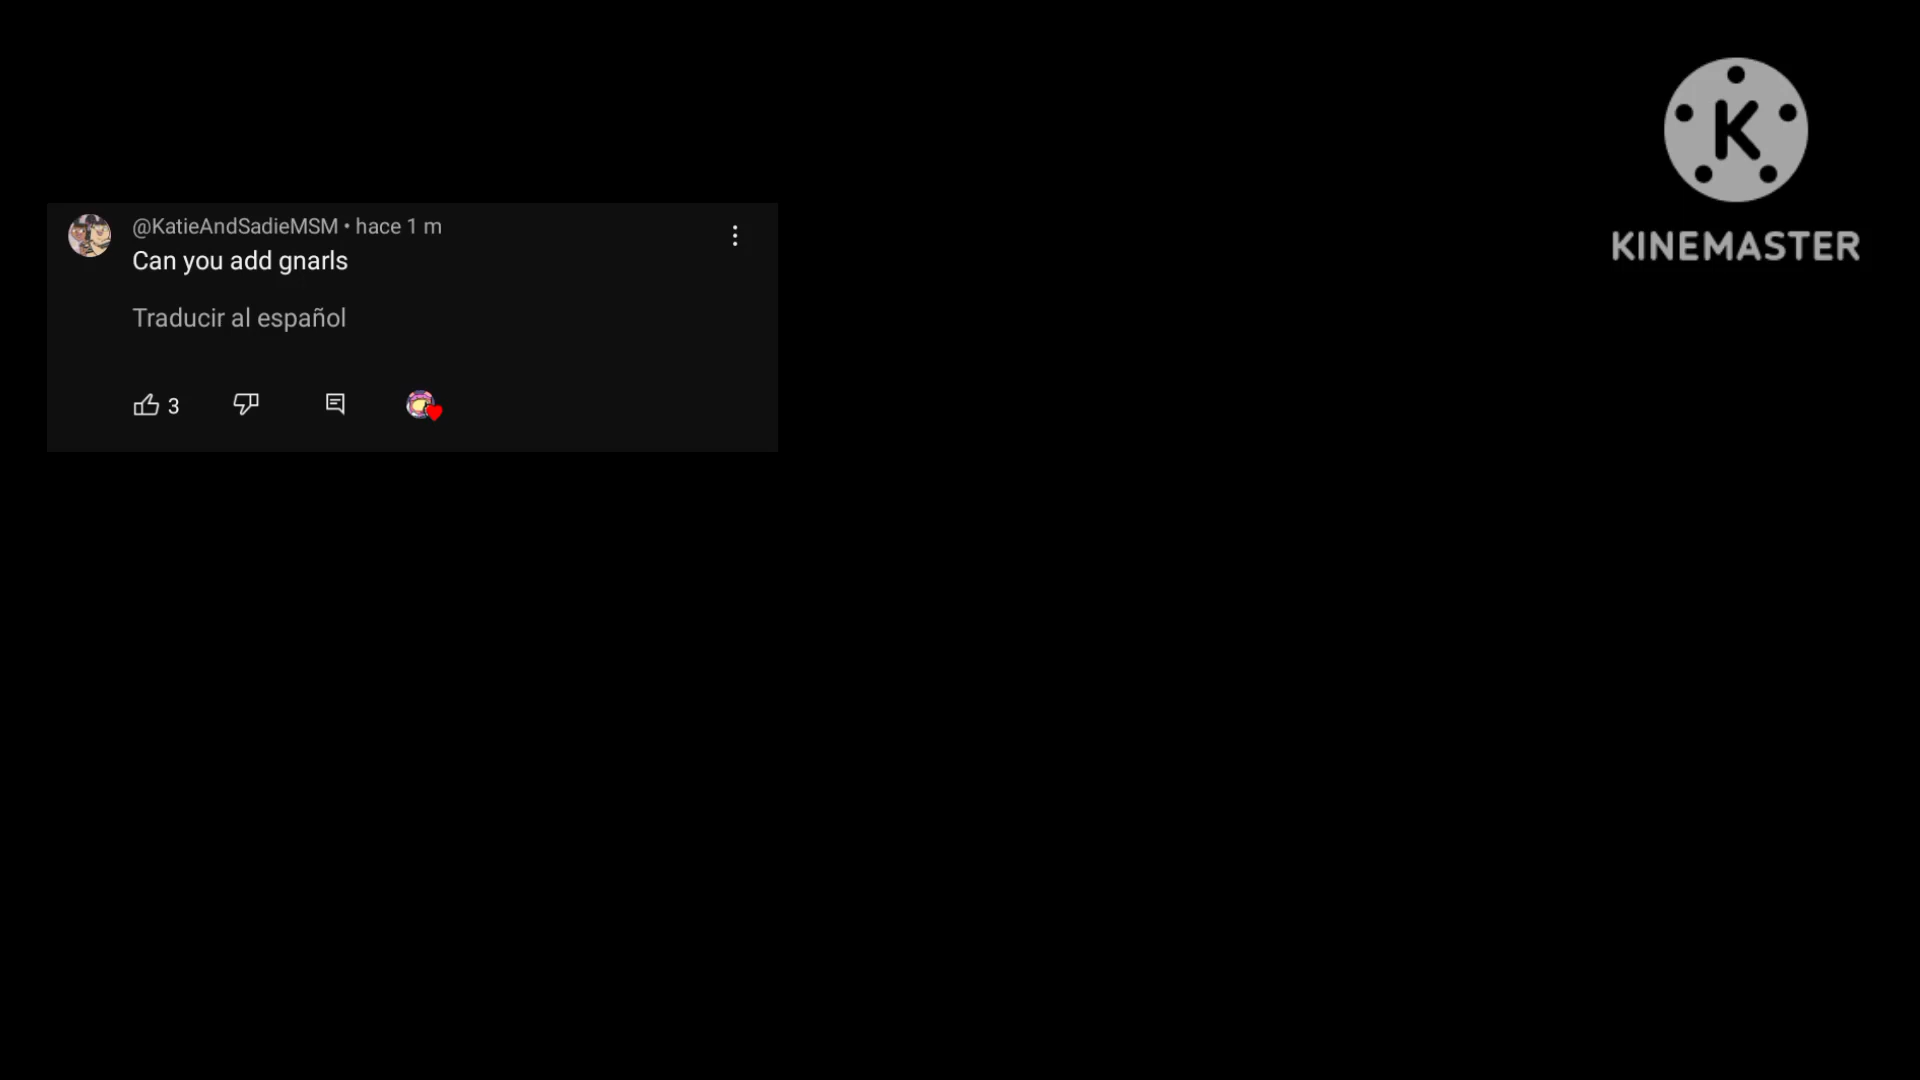 @KatieAndSadieMSM • hace 1 m
Can you add gnarls
Traducir al español
3
K
KINEMASTER